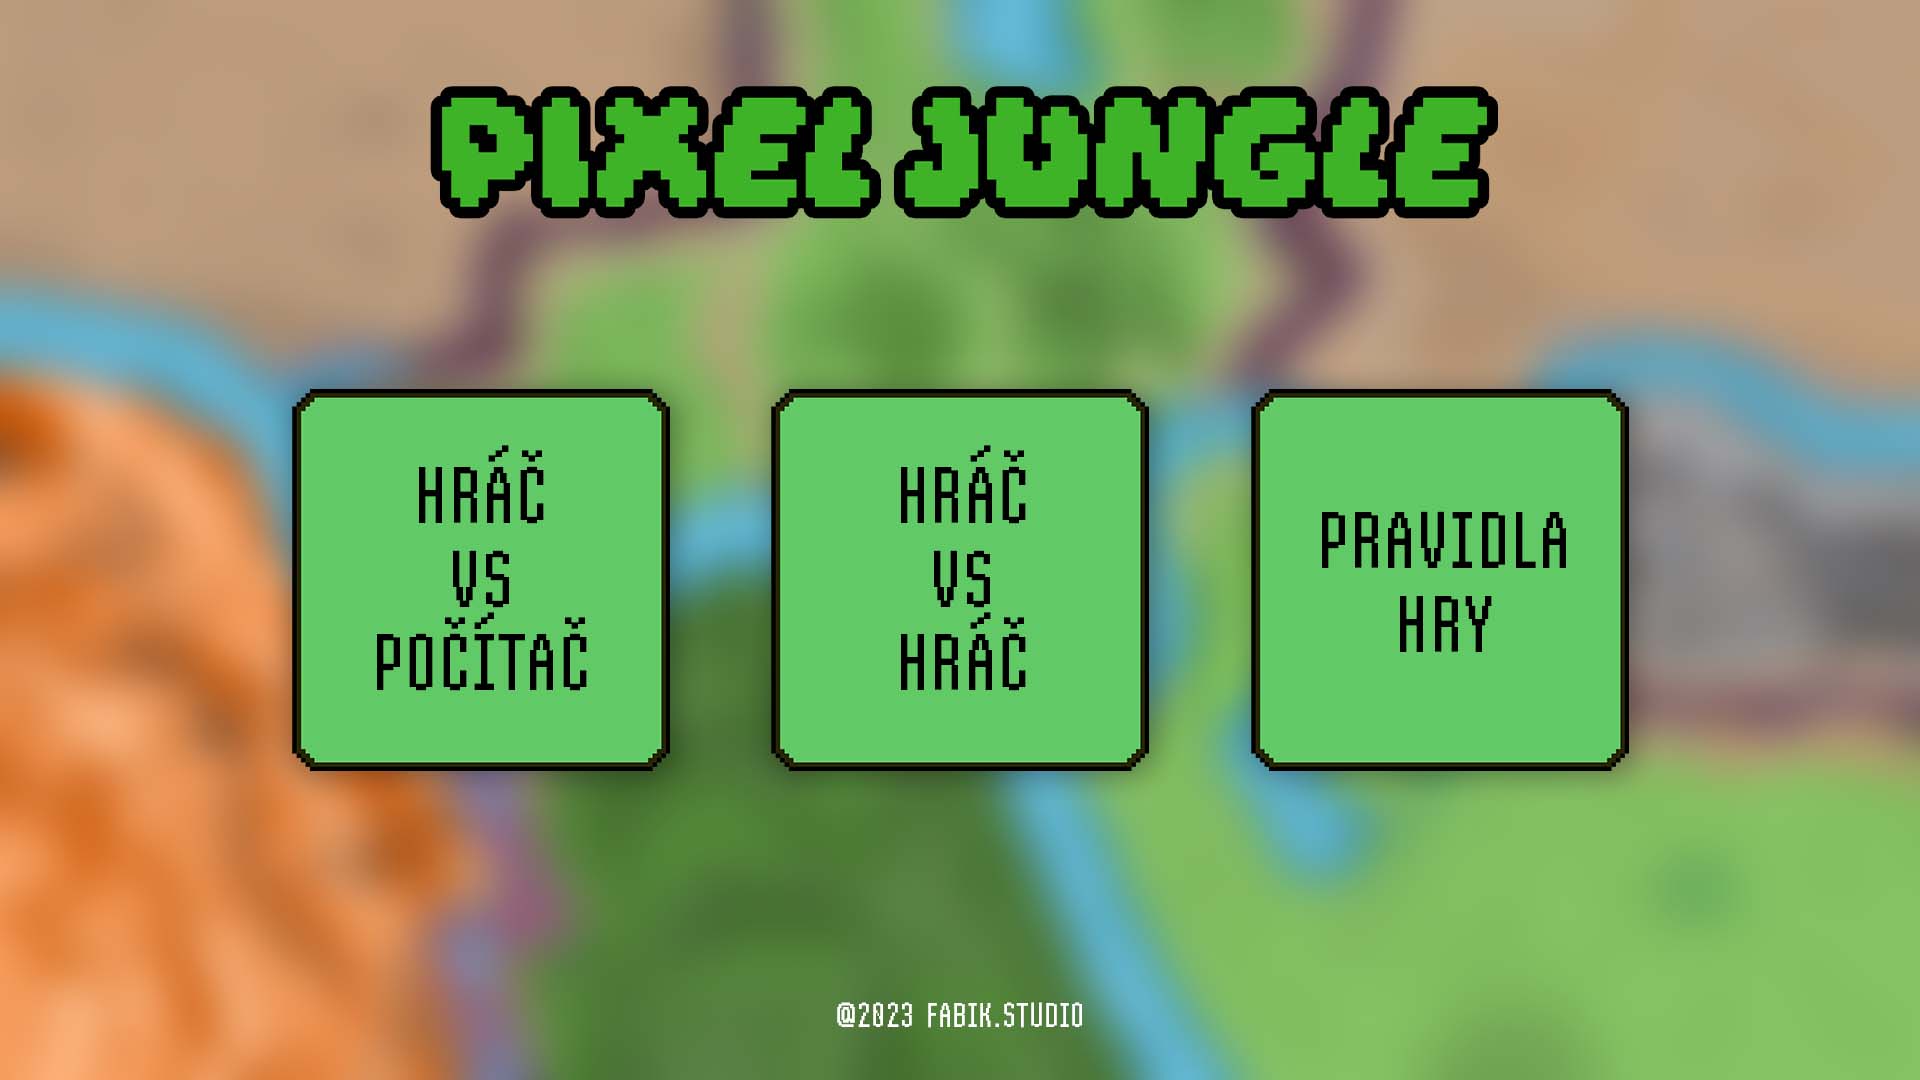 PIXEL JUNGLE
HRÁČ
VS
POČÍTAČ
HRÁČ
VS
HRÁČ
PRAVIDLA
HRY
@2023 FABIK.STUDIO